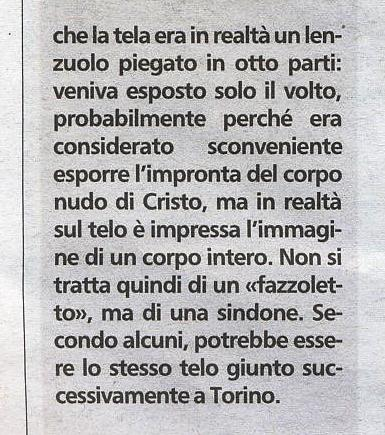 che la tela era in realtà un len-
zuolo piegato in otto parti:
veniva esposto solo il volto,
probabilmente perché era
considerato sconveniente
esporre l'impronta del corpo
nudo di Cristo, ma in realtà
sul telo è impressa l'immagi-
ne di un corpo intero. Non si
tratta quindi di un «fazzolet-
to», ma di una sindone. Se-
condo alcuni, potrebbe esse-
re lo stesso telo giunto suc-
cessivamente a Torino.